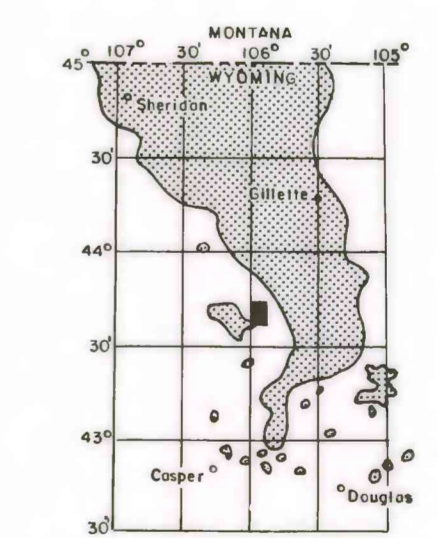 MONTANA
45° 107° 30' 106° 30' 105°
WYOMING
Sheridan
30'
Gillette
44°
30'
43°
Casper
Douglas
30'